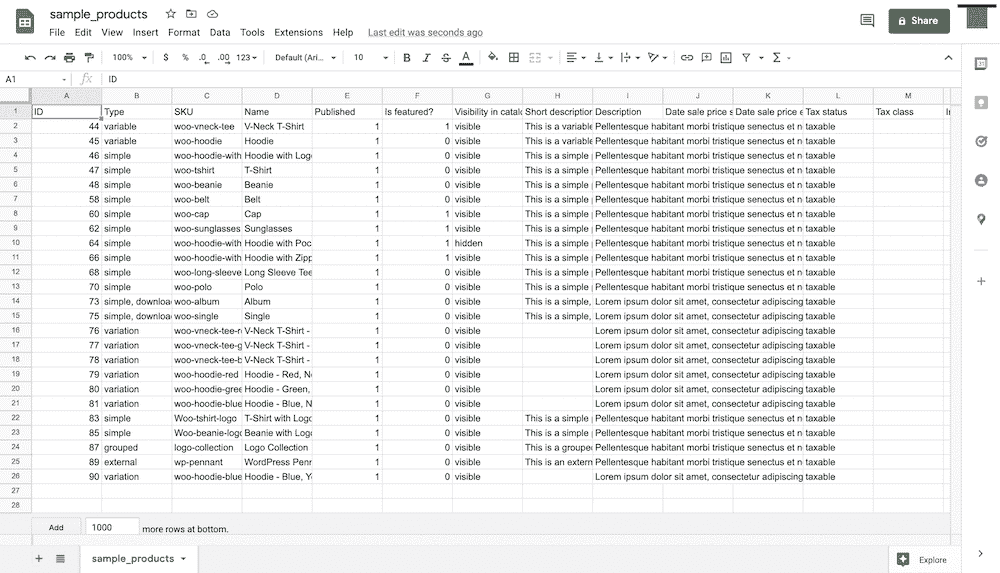 sample_products
File Edit View Insert Format Data Tools Extensions Help Last edit was seconds ago
Share
100% $ % .0 .00 123 Default (Ari... 10 B I S A
A1 fx ID
A B C D E F G H I J K L M
1 ID Type SKU Name Published Is featured? Visibility in catalo Short description Description Date sale price s Date sale price e Tax status Tax class
2 44 variable woo-vneck-tee V-Neck T-Shirt 1 1 visible This is a variable Pellentesque habitant morbi tristique senectus et n taxable
3 45 variable woo-hoodie Hoodie 1 0 visible This is a variable Pellentesque habitant morbi tristique senectus et n taxable
4 46 simple woo-hoodie-with Hoodie with Log 1 0 visible This is a simple Pellentesque habitant morbi tristique senectus et n taxable
5 47 simple woo-tshirt T-Shirt 1 0 visible This is a simple Pellentesque habitant morbi tristique senectus et n taxable
6 48 simple woo-beanie Beanie 1 0 visible This is a simple Pellentesque habitant morbi tristique senectus et n taxable
7 58 simple woo-belt Belt 1 0 visible This is a simple Pellentesque habitant morbi tristique senectus et n taxable
8 60 simple woo-cap Cap 1 1 visible This is a simple Pellentesque habitant morbi tristique senectus et n taxable
9 62 simple woo-sunglasses Sunglasses 1 1 visible This is a simple Pellentesque habitant morbi tristique senectus et n taxable
10 64 simple woo-hoodie-with Hoodie with Poc 1 1 hidden This is a simple Pellentesque habitant morbi tristique senectus et n taxable
11 66 simple woo-hoodie-with Hoodie with Zipp 1 1 visible This is a simple Pellentesque habitant morbi tristique senectus et n taxable
12 68 simple woo-long-sleeve Long Sleeve Tee 1 0 visible This is a simple Pellentesque habitant morbi tristique senectus et n taxable
13 70 simple woo-polo Polo 1 0 visible This is a simple Pellentesque habitant morbi tristique senectus et n taxable
14 73 simple, downloa woo-album Album 1 0 visible This is a simple, Lorem ipsum dolor sit amet, consectetur adipiscing taxable
15 75 simple, downloa woo-single Single 1 0 visible This is a simple, Lorem ipsum dolor sit amet, consectetur adipiscing taxable
16 76 variation woo-vneck-tee-r V-Neck T-Shirt - 1 0 visible Lorem ipsum dolor sit amet, consectetur adipiscing taxable
17 77 variation woo-vneck-tee-g V-Neck T-Shirt - 1 0 visible Lorem ipsum dolor sit amet, consectetur adipiscing taxable
18 78 variation woo-vneck-tee-b V-Neck T-Shirt - 1 0 visible Lorem ipsum dolor sit amet, consectetur adipiscing taxable
19 79 variation woo-hoodie-red Hoodie - Red, N 1 0 visible Lorem ipsum dolor sit amet, consectetur adipiscing taxable
20 80 variation woo-hoodie-gree Hoodie - Green, 1 0 visible Lorem ipsum dolor sit amet, consectetur adipiscing taxable
21 81 variation woo-hoodie-blue Hoodie - Blue, N 1 0 visible Lorem ipsum dolor sit amet, consectetur adipiscing taxable
22 83 simple Woo-tshirt-logo T-Shirt with Logo 1 0 visible This is a simple Pellentesque habitant morbi tristique senectus et n taxable
23 85 simple Woo-beanie-logo Beanie with Logo 1 0 visible This is a simple Pellentesque habitant morbi tristique senectus et n taxable
24 87 grouped logo-collection Logo Collection 1 0 visible This is a groupe Pellentesque habitant morbi tristique senectus et n taxable
25 89 external wp-pennant WordPress Penn 1 0 visible This is an extern Pellentesque habitant morbi tristique senectus et n taxable
26 90 variation woo-hoodie-blue Hoodie - Blue, Y 1 0 visible Lorem ipsum dolor sit amet, consectetur adipiscing taxable
27
28
Add 1000 more rows at bottom.
sample_products Explore